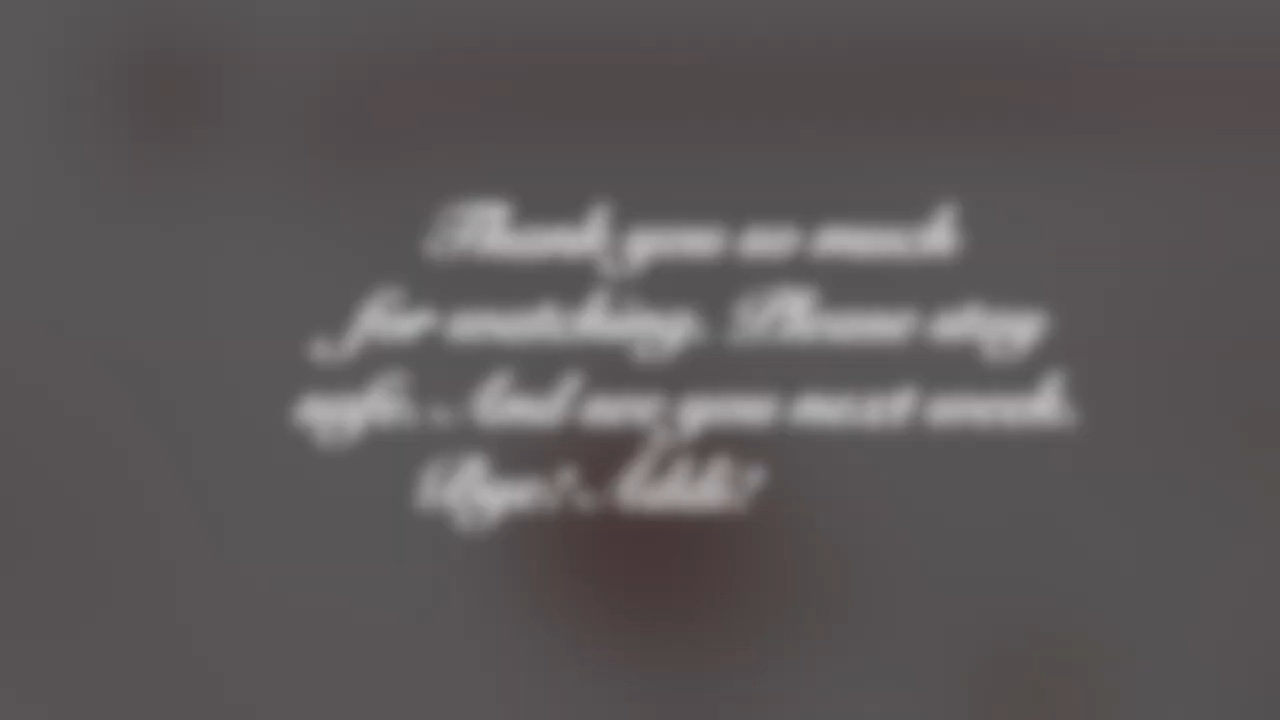 Thank you so much
for watching. Please stay
safe. And see you next week.
Bye!